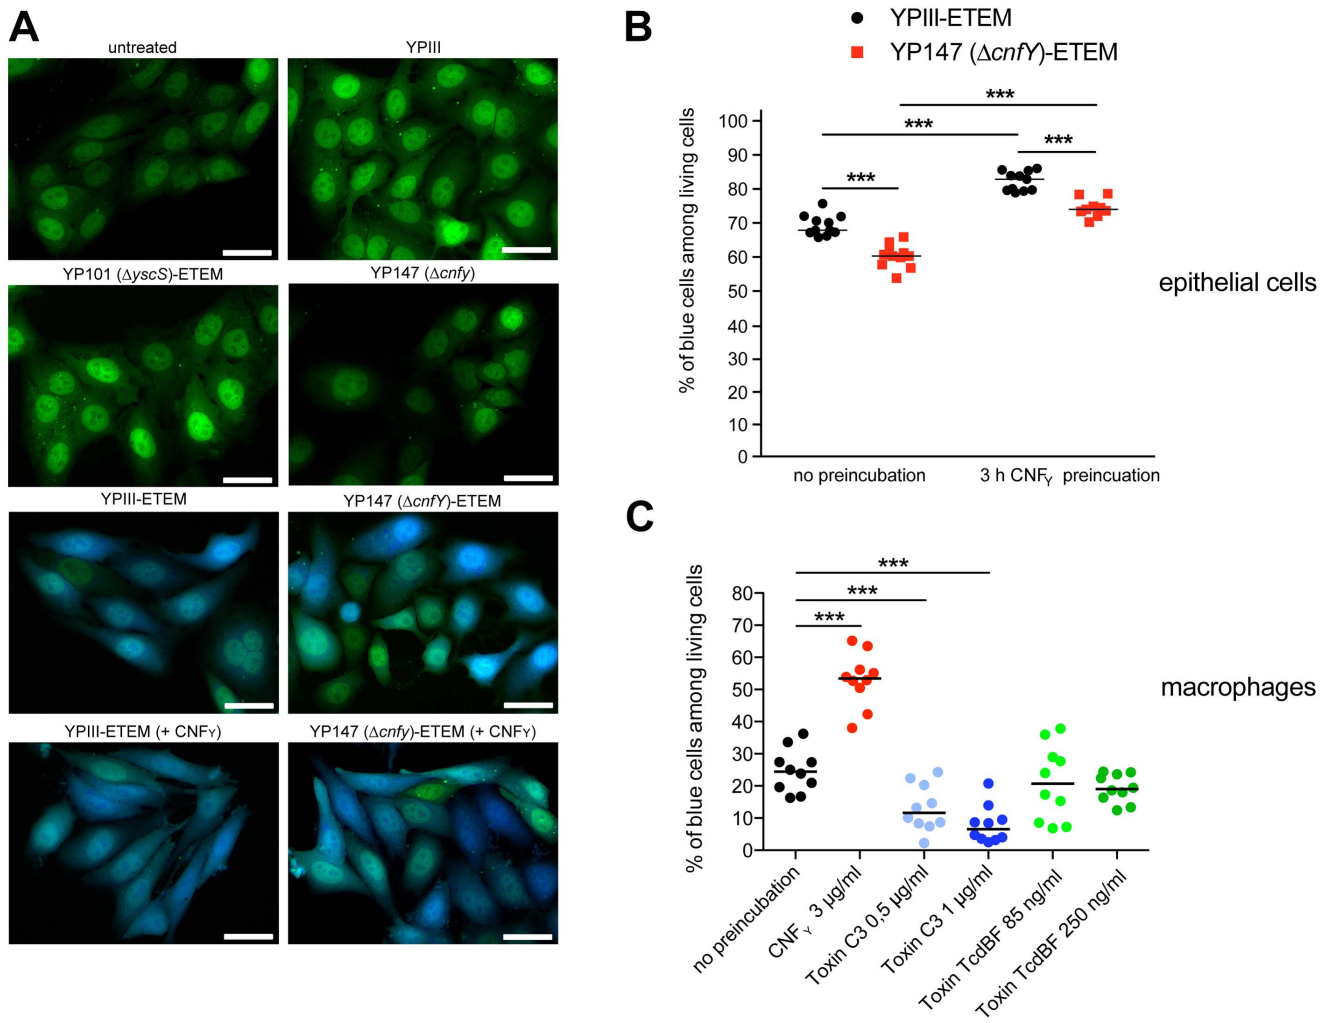 A
untreated
YPIII
YP101 (ΔyscS)-ETEM
YP147 (Δcnfy)
YPIII-ETEM
YP147 (ΔcnfY)-ETEM
YPIII-ETEM (+ CNFY)
YP147 (Δcnfy)-ETEM (+ CNFY)
B
YPIII-ETEM
YP147 (ΔcnfY)-ETEM
% of blue cells among living cells
100
90
80
70
60
50
40
30
20
10
0
***
***
***
***
no preincubation
3 h CNFY preincuation
epithelial cells
C
% of blue cells among living cells
80
70
60
50
40
30
20
10
0
***
***
***
no preincubation
CNFY 3 µg/ml
Toxin C3 0,5 µg/ml
Toxin C3 1 µg/ml
Toxin TcdBF 85 ng/ml
Toxin TcdBF 250 ng/ml
macrophages